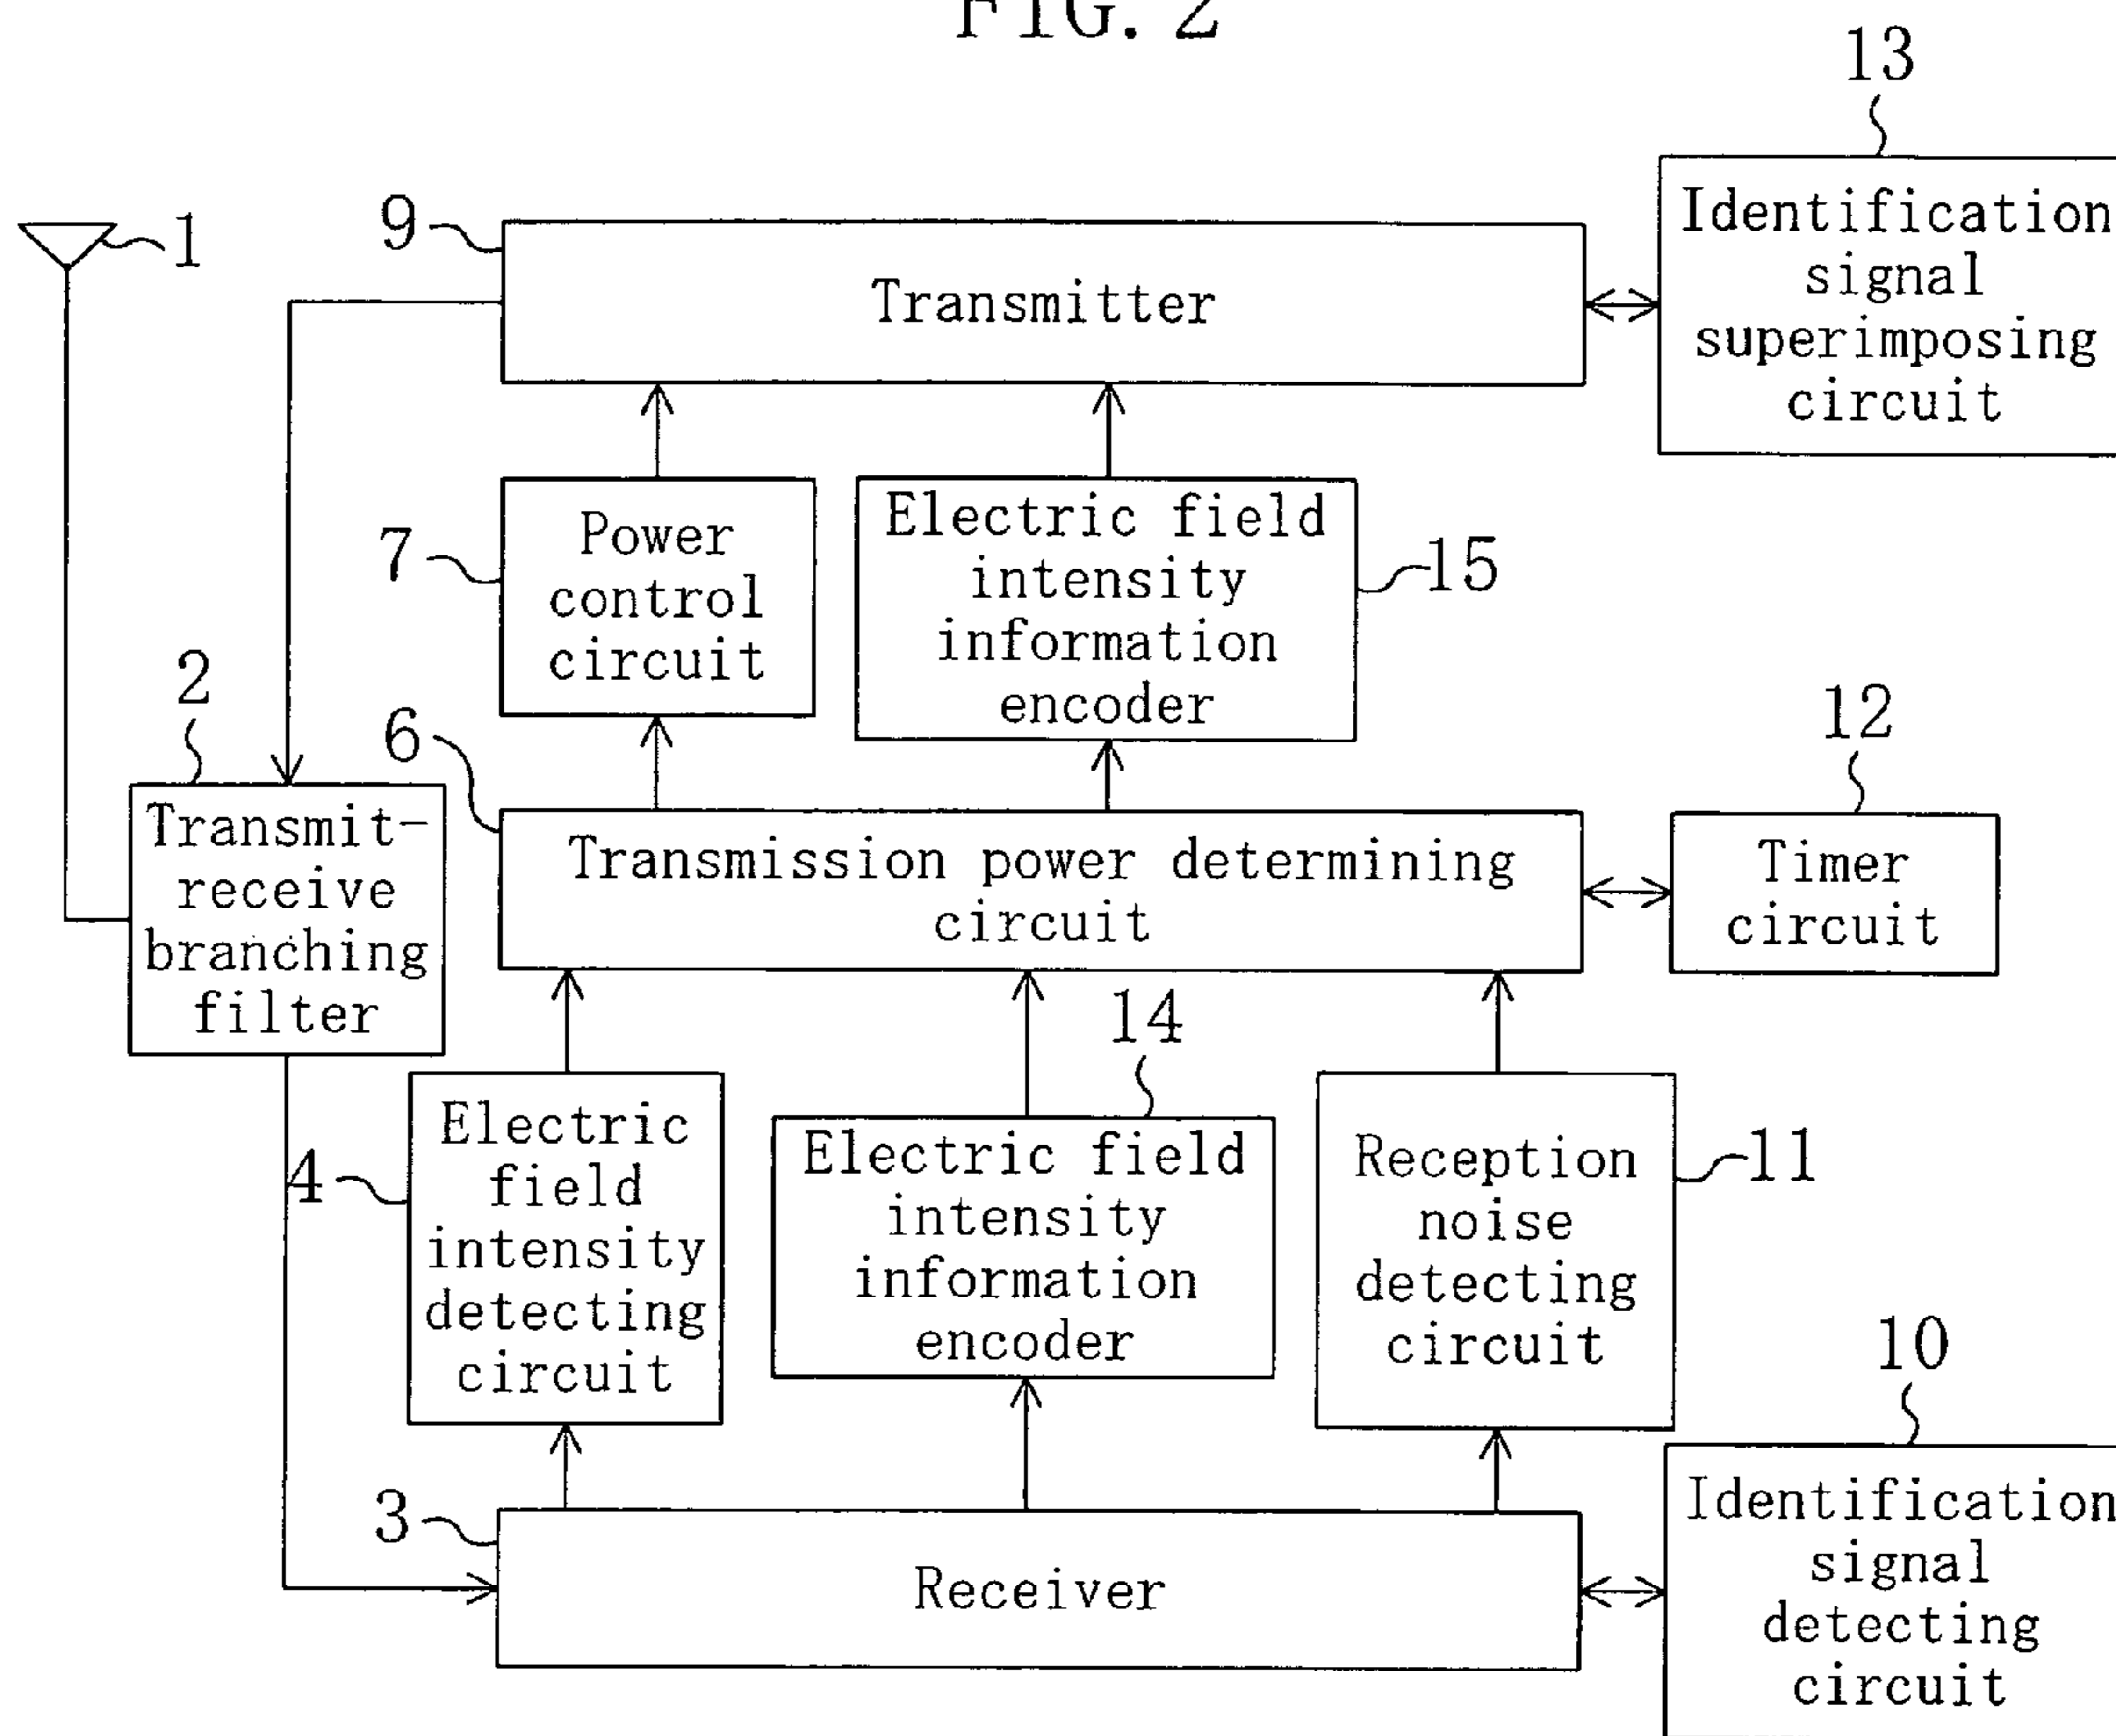 FIG. 2
13
Identification
signal
superimposing
circuit
1
9
Transmitter
7
Power
control
circuit
Electric field
intensity
information
encoder
15
2
Transmit-
receive
branching
filter
6
Transmission power determining
circuit
12
Timer
circuit
4
Electric
field
intensity
detecting
circuit
14
Electric field
intensity
information
encoder
Reception
noise
detecting
circuit
11
10
Identification
signal
detecting
circuit
3
Receiver